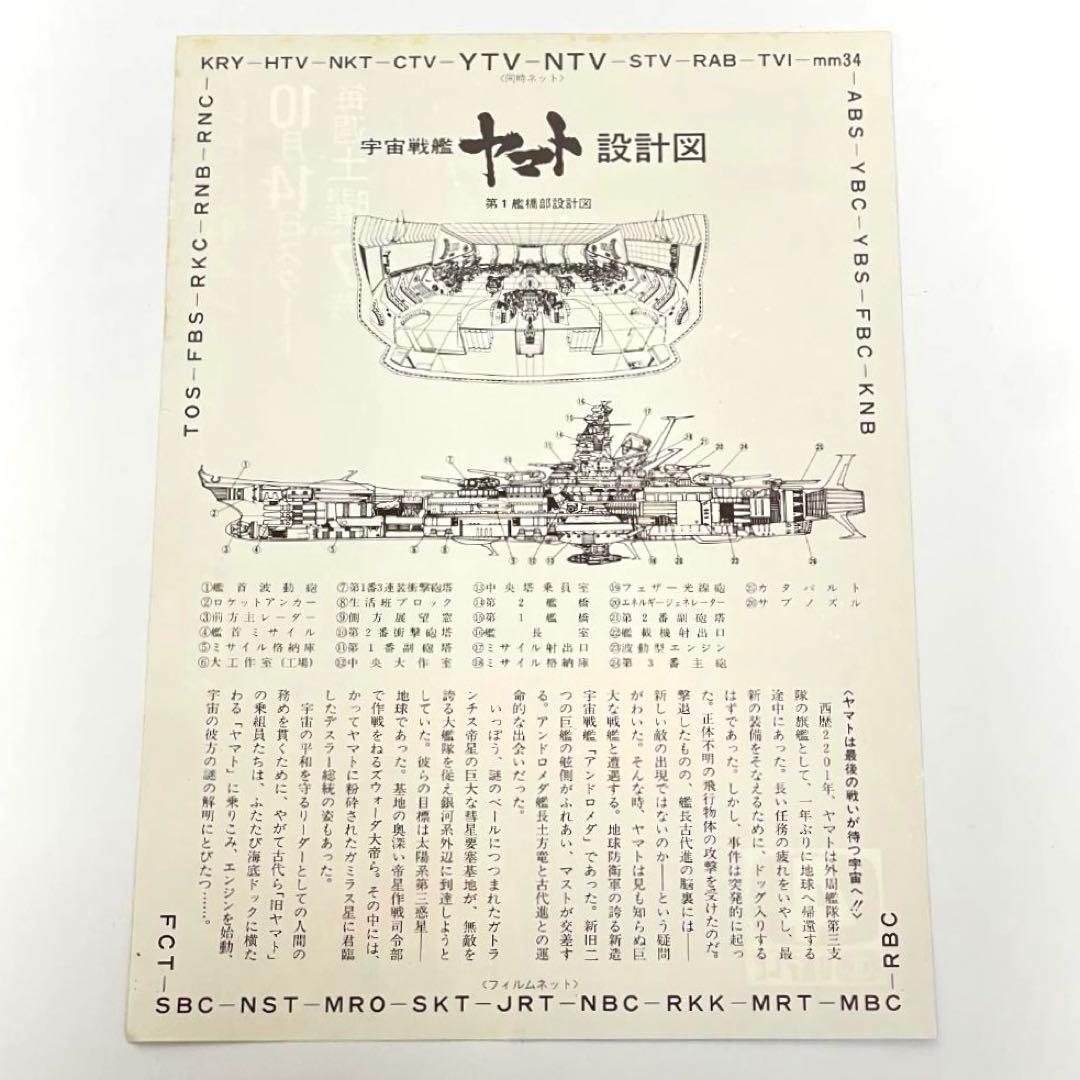 KRY－HTV－NKT－CTV－YTV－NTV－STV－RAB－TVI－mm34
〈同時ネット〉
ABS－YBC－YBS－FBC－KNB
TOS－FBS－RKC－RNB－RNC－
宇宙戦艦 ヤマト 設計図
第1艦橋部設計図
①艦首波動砲
②ロケットアンカー
③前方主レーダー
④艦首ミサイル
⑤ミサイル格納庫
⑥大工作室(工場)
⑦第1番3連装衝撃砲塔
⑧生活班ブロック
⑨側方展望窓
⑩第2番衝撃砲塔
⑪第1番副砲塔
⑫中央大作室
⑬中央塔乗員室
⑭第2艦橋
⑮第1艦橋
⑯艦長室
⑰ミサイル射出口
⑱ミサイル格納庫
⑲フェザー光線砲
⑳エネルギージェネレーター
㉑第2番副砲塔
㉒艦載機射出口
㉓波動型エンジン
㉔第3番主砲
㉕カタパルト
㉖サブノズル
〈ヤマトは最後の戦いが待つ宇宙へ!!〉
西歴2201年、ヤマトは外周艦隊第三支
隊の旗艦として、一年ぶりに地球へ帰還する
途中にあった。長い任務の疲れをいやし、最
新の装備をそなえるために、ドッグ入りする
はずであった。しかし、事件は突発的に起っ
た。正体不明の飛行物体の攻撃を受けたのだ。
撃退したものの、艦長古代進の脳裏には――
新しい敵の出現ではないのか――という疑問
がわいた。そんな時、ヤマトは見も知らぬ巨
大な戦艦と遭遇する。地球防衛軍の誇る新造
宇宙戦艦「アンドロメダ」であった。新旧二
つの巨艦の舷側がふれあい、マストが交差す
る。アンドロメダ艦長土方竜と古代進との運
命的な出会いだった。
いっぽう、謎のベールにつつまれたガトラ
ンチス帝星の巨大な彗星要塞基地が、無敵を
誇る大艦隊を従え銀河系外辺に到達しようと
していた。彼らの目標は太陽系第三惑星――
地球であった。基地の奥深い帝星作戦司令部
で作戦をねるズウォーダ大帝ら。その中には、
かってヤマトに粉砕されたガミラス星に君臨
したデスラー総統の姿もあった。
宇宙の平和を守るリーダーとしての人間の
務めを貫くために、やがて古代ら「旧ヤマト」
の乗組員たちは、ふたたび海底ドックに横た
わる「ヤマト」に乗りこみ、エンジンを始動、
宇宙の彼方の謎の解明にとびたつ……。
FCT－
－RBC
〈フィルムネット〉
SBC－NST－MRO－SKT－JRT－NBC－RKK－MRT－MBC